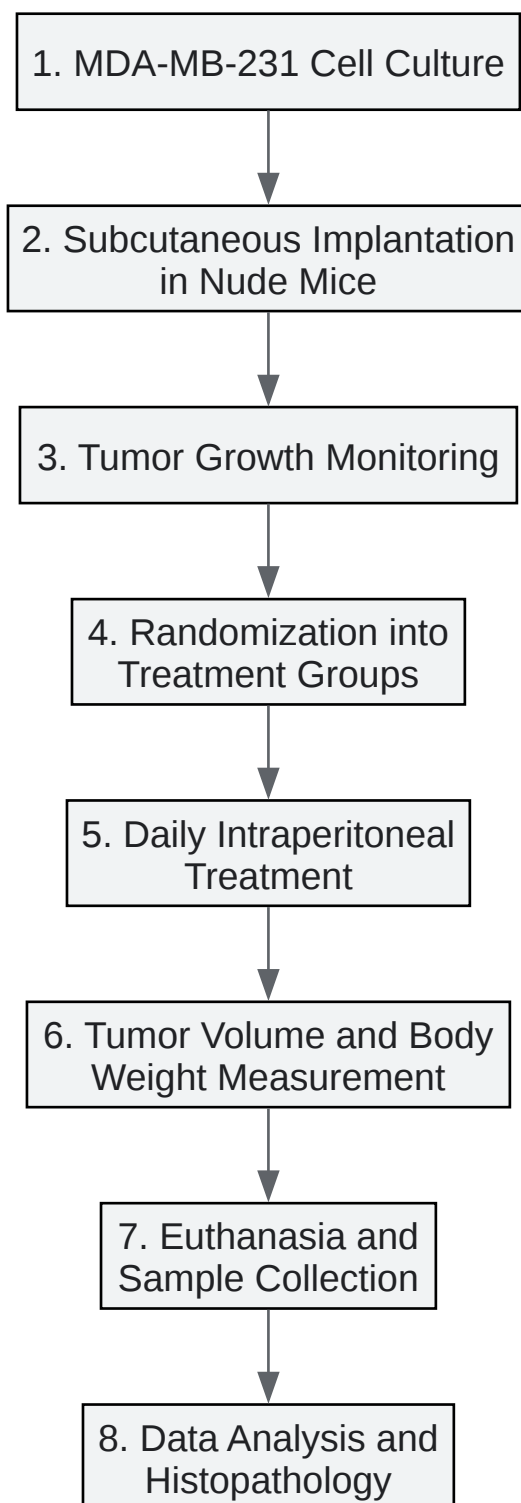 1. MDA-MB-231 Cell Culture
2. Subcutaneous Implantation
in Nude Mice
3. Tumor Growth Monitoring
4. Randomization into
Treatment Groups
5. Daily Intraperitoneal
Treatment
6. Tumor Volume and Body
Weight Measurement
7. Euthanasia and
Sample Collection
8. Data Analysis and
Histopathology